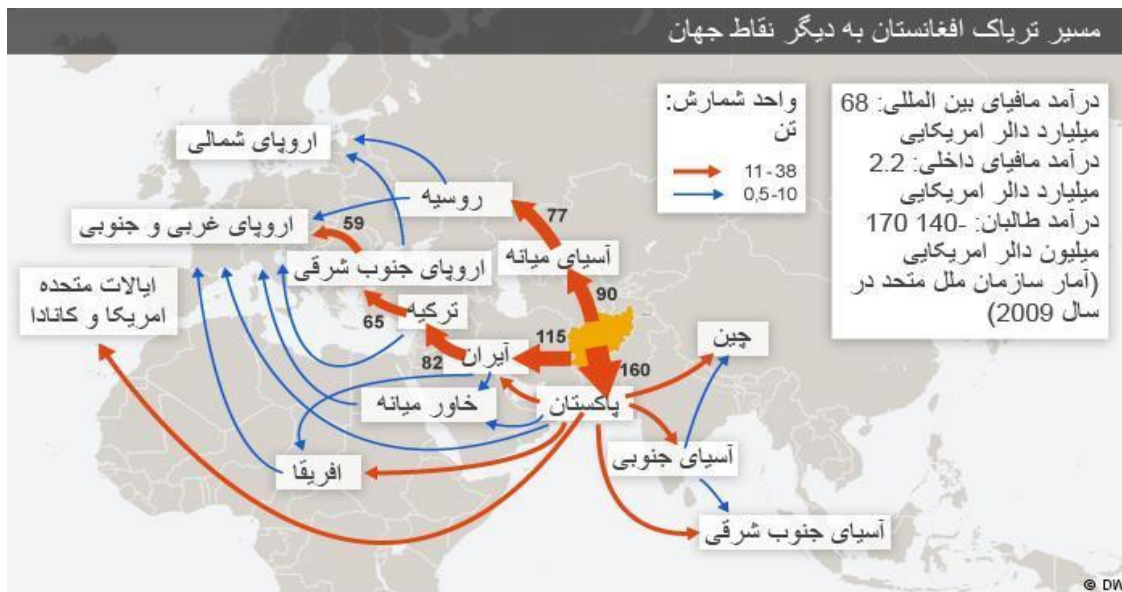 مسیر تریاک افغانستان به دیگر نقاط جهان
درآمد مافیای بین المللی: 68
میلیارد دالر امریکایی
درآمد مافیای داخلی: 2.2
میلیارد دالر امریکایی
درآمد طالبان: -140 170
میلیون دالر امریکایی
(آمار سازمان ملل متحد در
سال 2009)
واحد شمارش:
تن
11-38
0,5-10
اروپای شمالی
روسیه
77
اروپای غربی و جنوبی
59
آسیای میانه
اروپای جنوب شرقی
90
ایالات متحده
امریکا و کانادا
ترکیه
65
چین
115
آیران
82
160
خاور میانه
پاکستان
آسیای جنوبی
افریقا
آسیای جنوب شرقی
© DW